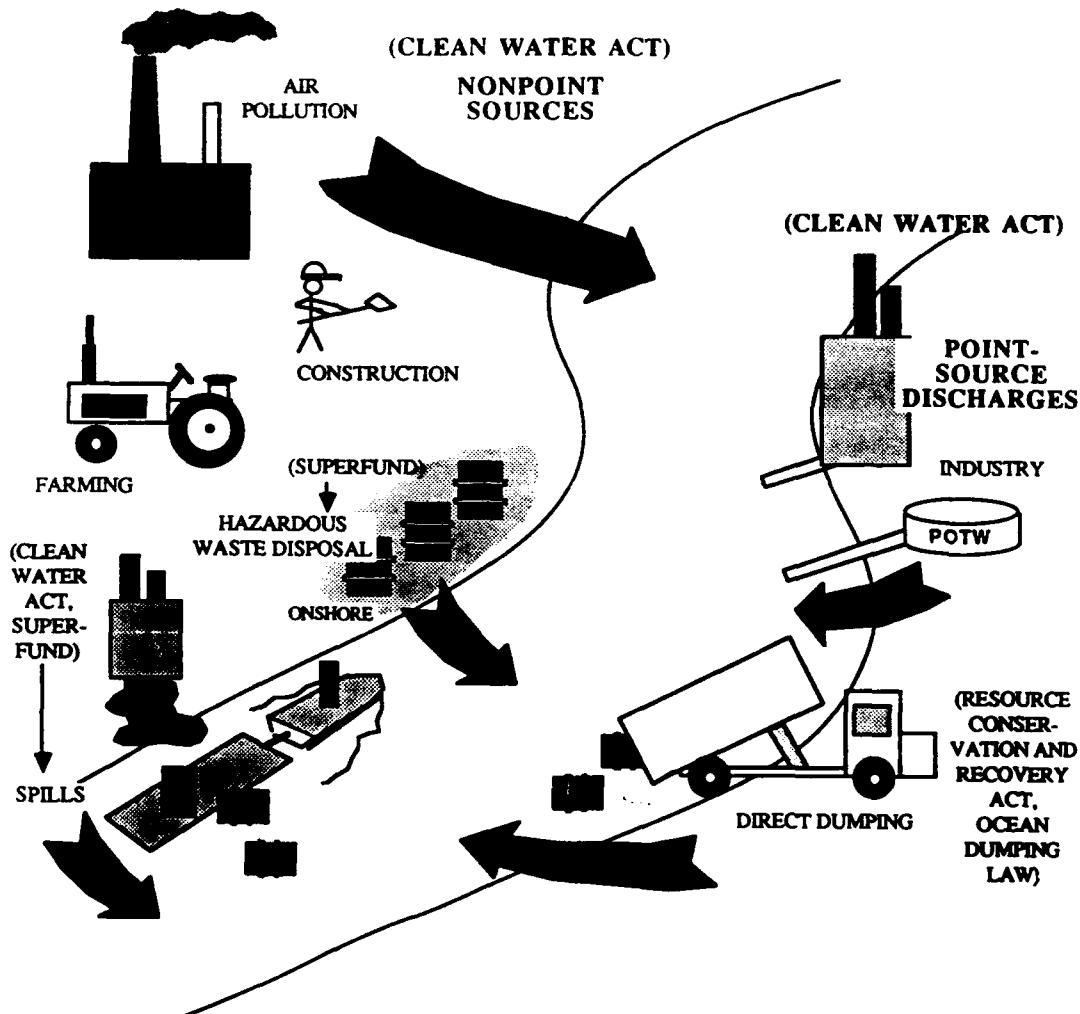 (CLEAN WATER ACT)
NONPOINT
SOURCES
AIR
POLLUTION
(CLEAN WATER ACT)
POINT-
SOURCE
DISCHARGES
INDUSTRY
CONSTRUCTION
FARMING
(SUPERFUND)
HAZARDOUS
WASTE DISPOSAL
ONSHORE
POTW
(CLEAN
WATER
ACT,
SUPER-
FUND)
SPILLS
DIRECT DUMPING
(RESOURCE
CONSER-
VATION AND
RECOVERY
ACT,
OCEAN
DUMPING
LAW)